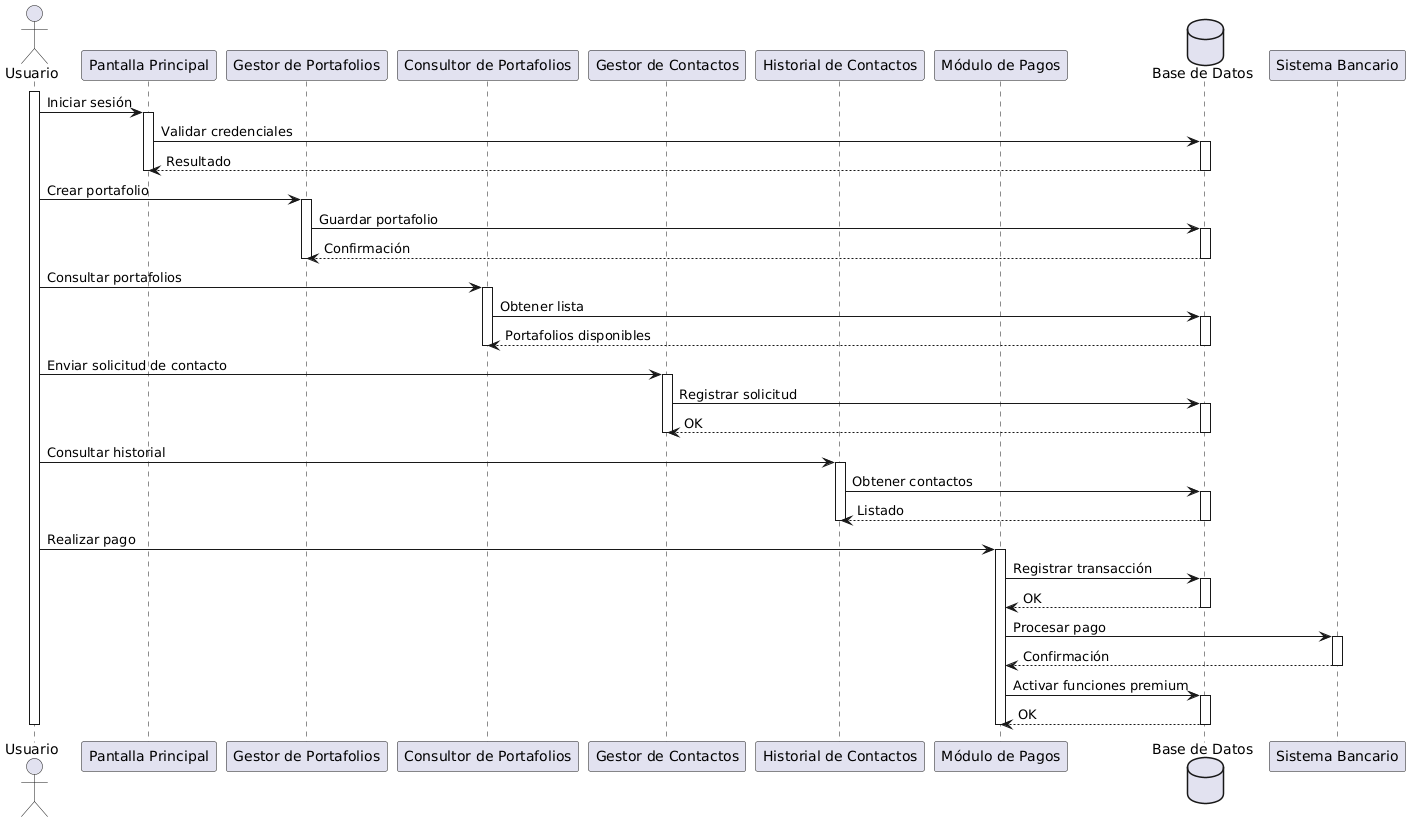 Usuario
Pantalla Principal
Gestor de Portafolios
Consultor de Portafolios
Gestor de Contactos
Historial de Contactos
Módulo de Pagos
Base de Datos
Sistema Bancario
Iniciar sesión
Validar credenciales
Resultado
Crear portafolio
Guardar portafolio
Confirmación
Consultar portafolios
Obtener lista
Portafolios disponibles
Enviar solicitud de contacto
Registrar solicitud
OK
Consultar historial
Obtener contactos
Listado
Realizar pago
Registrar transacción
OK
Procesar pago
Confirmación
Activar funciones premium
OK
Usuario
Pantalla Principal
Gestor de Portafolios
Consultor de Portafolios
Gestor de Contactos
Historial de Contactos
Módulo de Pagos
Base de Datos
Sistema Bancario